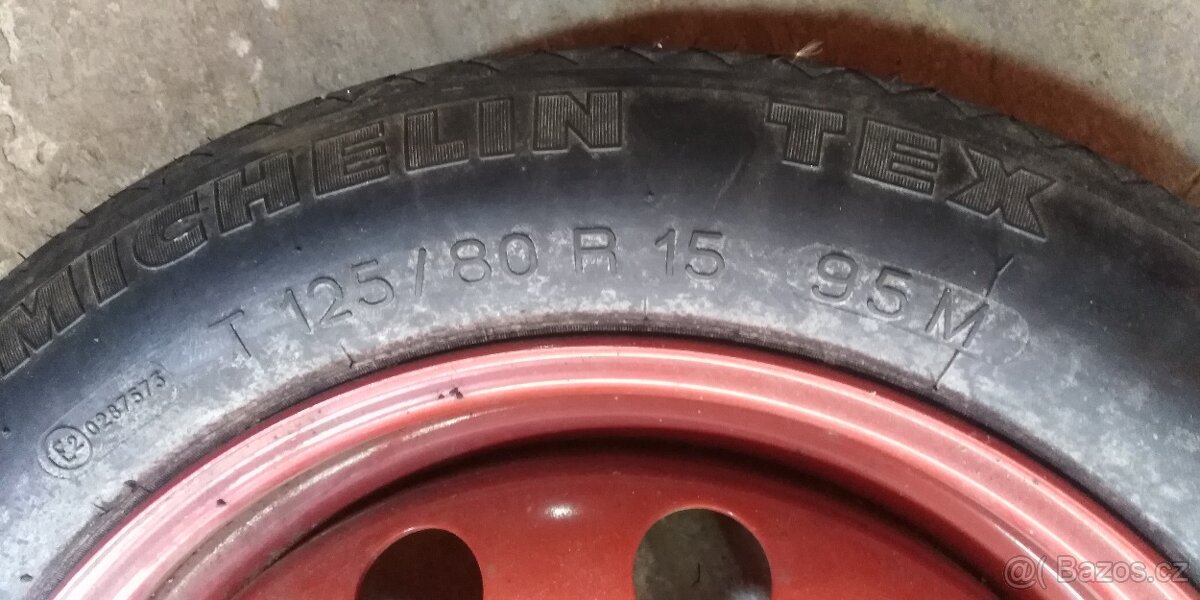 MICHELIN TEX
T 125/80 R 15 95M
E2 0287573
@( Bazos.cz